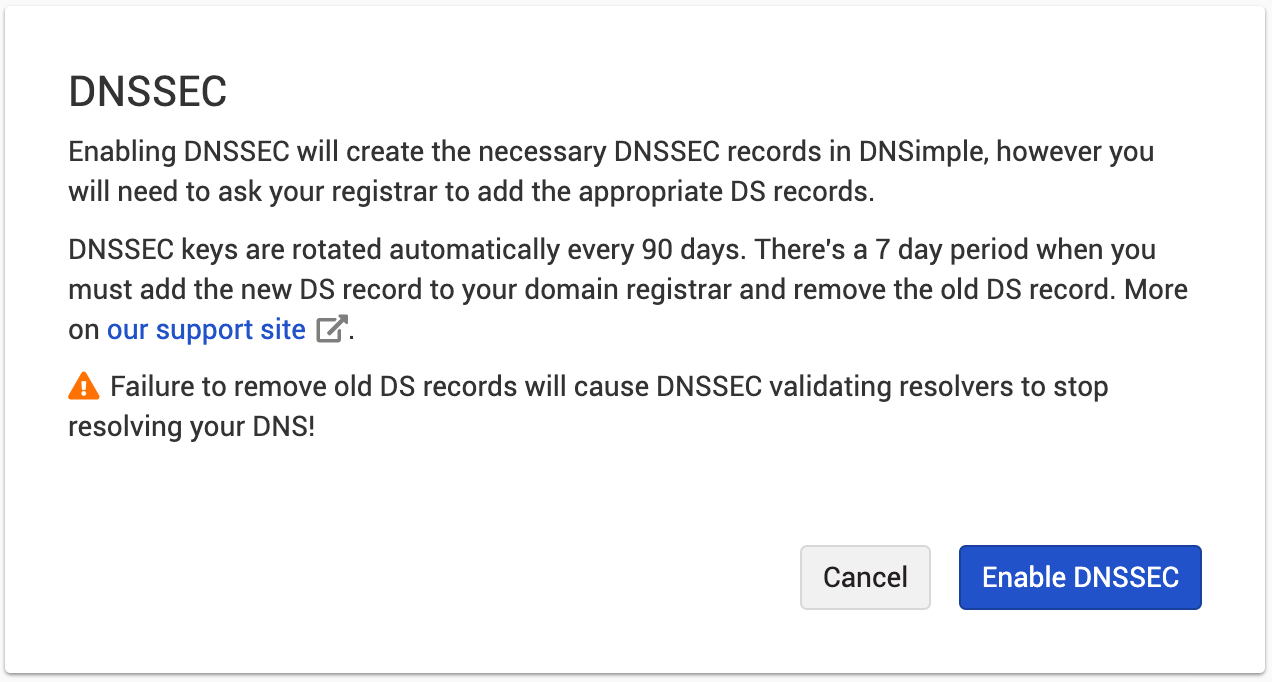 DNSSEC
Enabling DNSSEC will create the necessary DNSSEC records in DNSimple, however you
will need to ask your registrar to add the appropriate DS records.
DNSSEC keys are rotated automatically every 90 days. There's a 7 day period when you
must add the new DS record to your domain registrar and remove the old DS record. More
on our support site.
Failure to remove old DS records will cause DNSSEC validating resolvers to stop
resolving your DNS!
Cancel
Enable DNSSEC